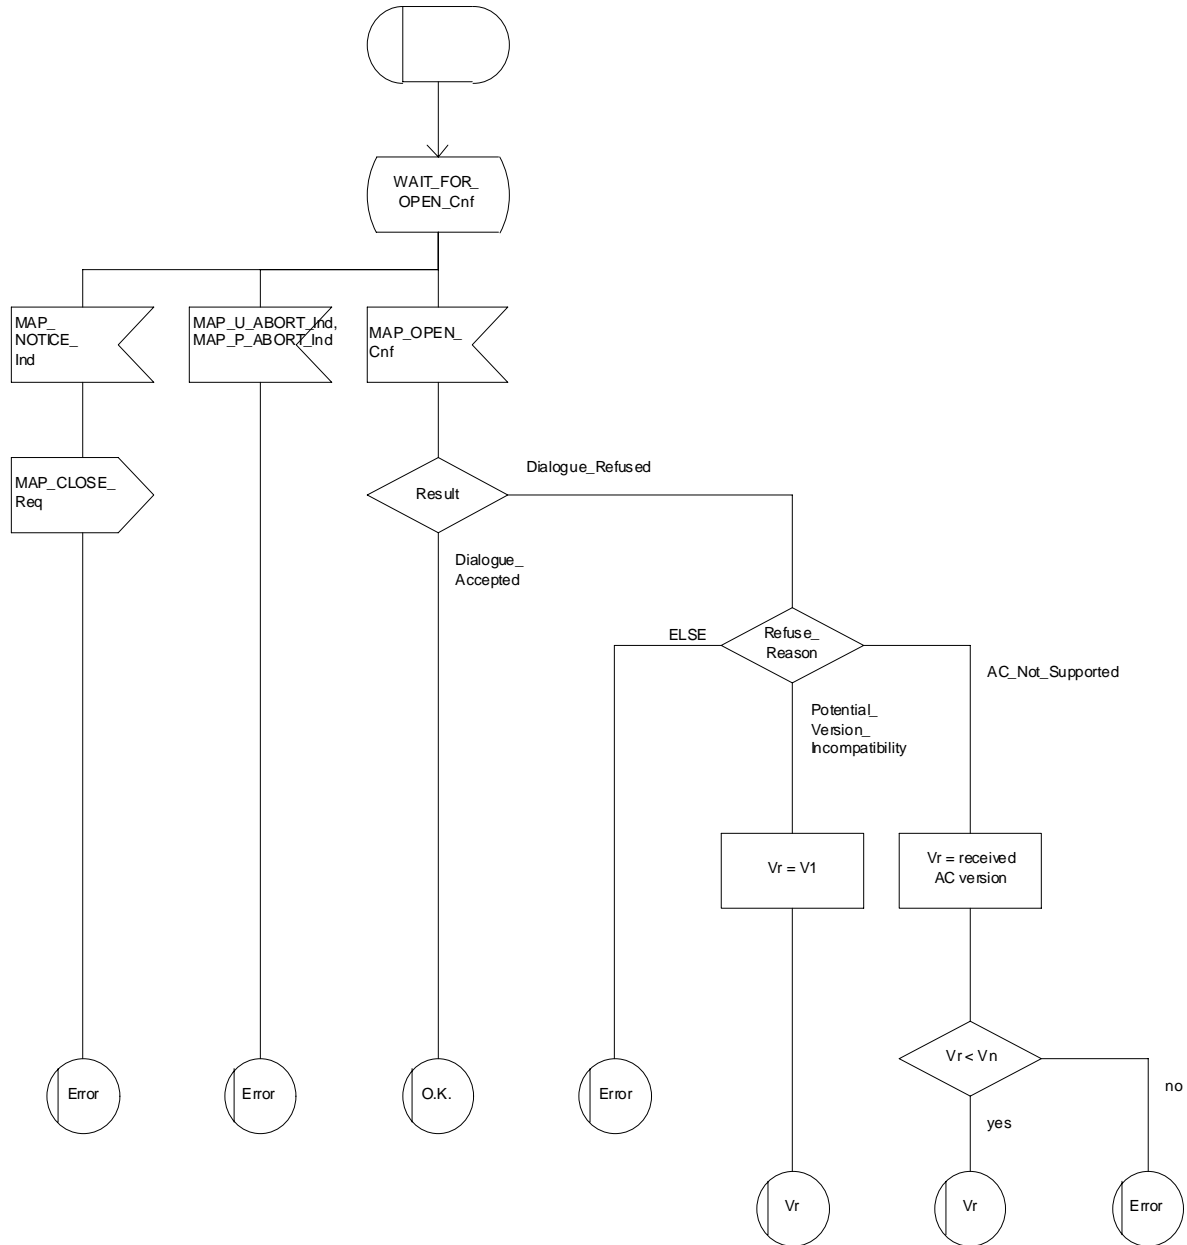 WAIT_FOR_
OPEN_Cnf
MAP_
NOTICE_
Ind
MAP_U_ABORT_Ind,
MAP_P_ABORT_Ind
MAP_OPEN_
Cnf
MAP_CLOSE_
Req
Result
Dialogue_Refused
Dialogue_
Accepted
ELSE
Refuse_
Reason
AC_Not_Supported
Potential_
Version_
Incompatibility
Vr = V1
Vr = received
AC version
Vr < Vn
no
yes
Error
Error
O.K.
Error
Vr
Vr
Error